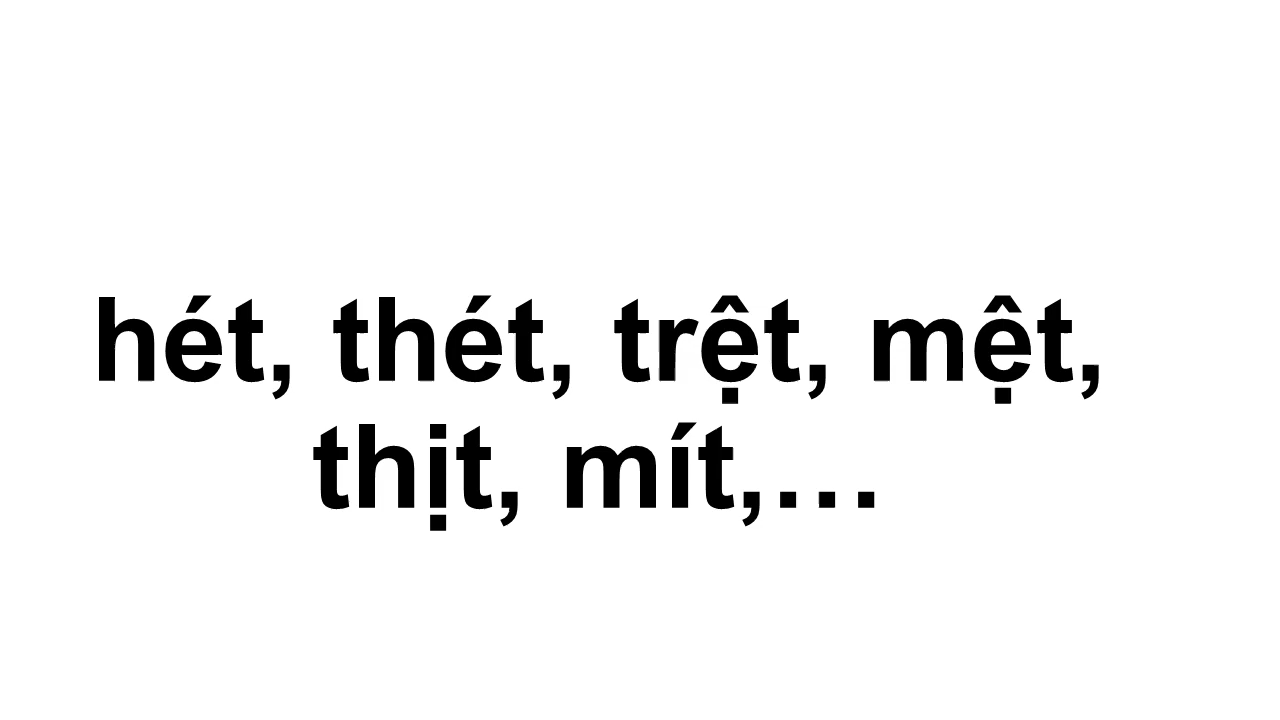 hét, thét, trệt, mệt,
thịt, mít,…